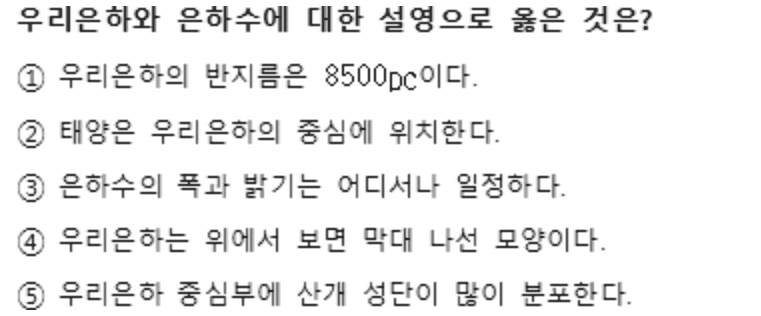 우리은하와 은하수에 대한 설영으로 옳은 것은?
① 우리은하의 반지름은 8500pc이다.
② 태양은 우리은하의 중심에 위치한다.
③ 은하수의 폭과 밝기는 어디서나 일정하다.
④ 우리은하는 위에서 보면 막대 나선 모양이다.
⑤ 우리은하 중심부에 산개 성단이 많이 분포한다.